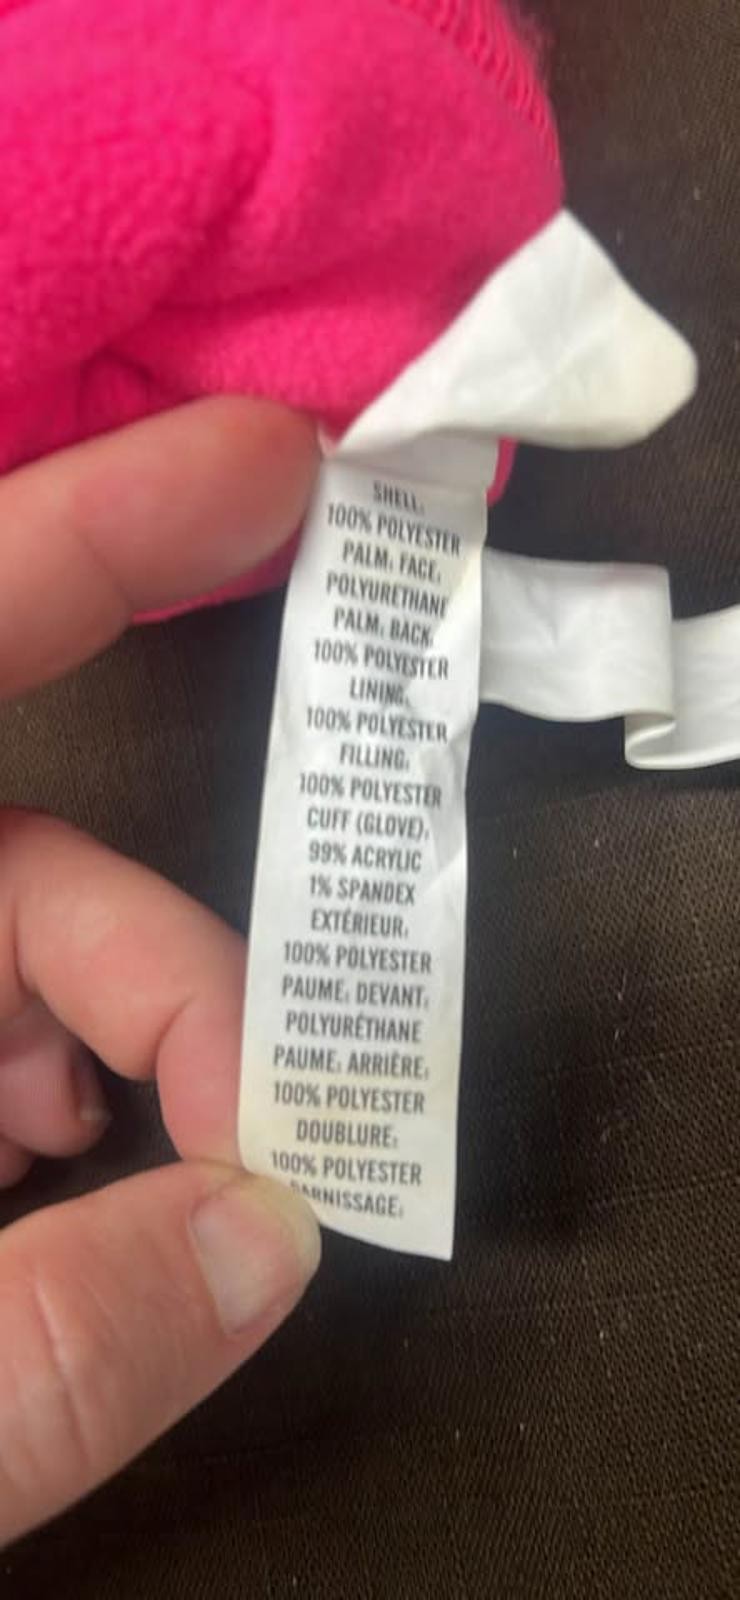 SHELL:
100% POLYESTER
PALM: FACE:
POLYURETHANE
PALM: BACK:
100% POLYESTER
LINING:
100% POLYESTER
FILLING:
100% POLYESTER
CUFF (GLOVE):
99% ACRYLIC
1% SPANDEX
EXTÉRIEUR:
100% POLYESTER
PAUME: DEVANT:
POLYURÉTHANE
PAUME: ARRIÈRE:
100% POLYESTER
DOUBLURE:
100% POLYESTER
GARNISSAGE: